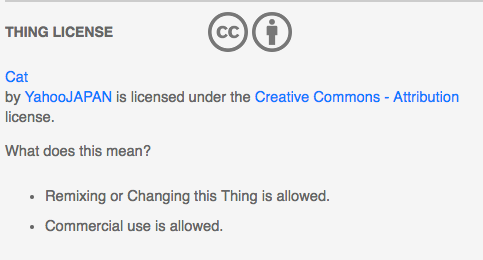 THING LICENSE
CC
Cat
by YahooJAPAN is licensed under the Creative Commons - Attribution
license.
What does this mean?
• Remixing or Changing this Thing is allowed.
• Commercial use is allowed.